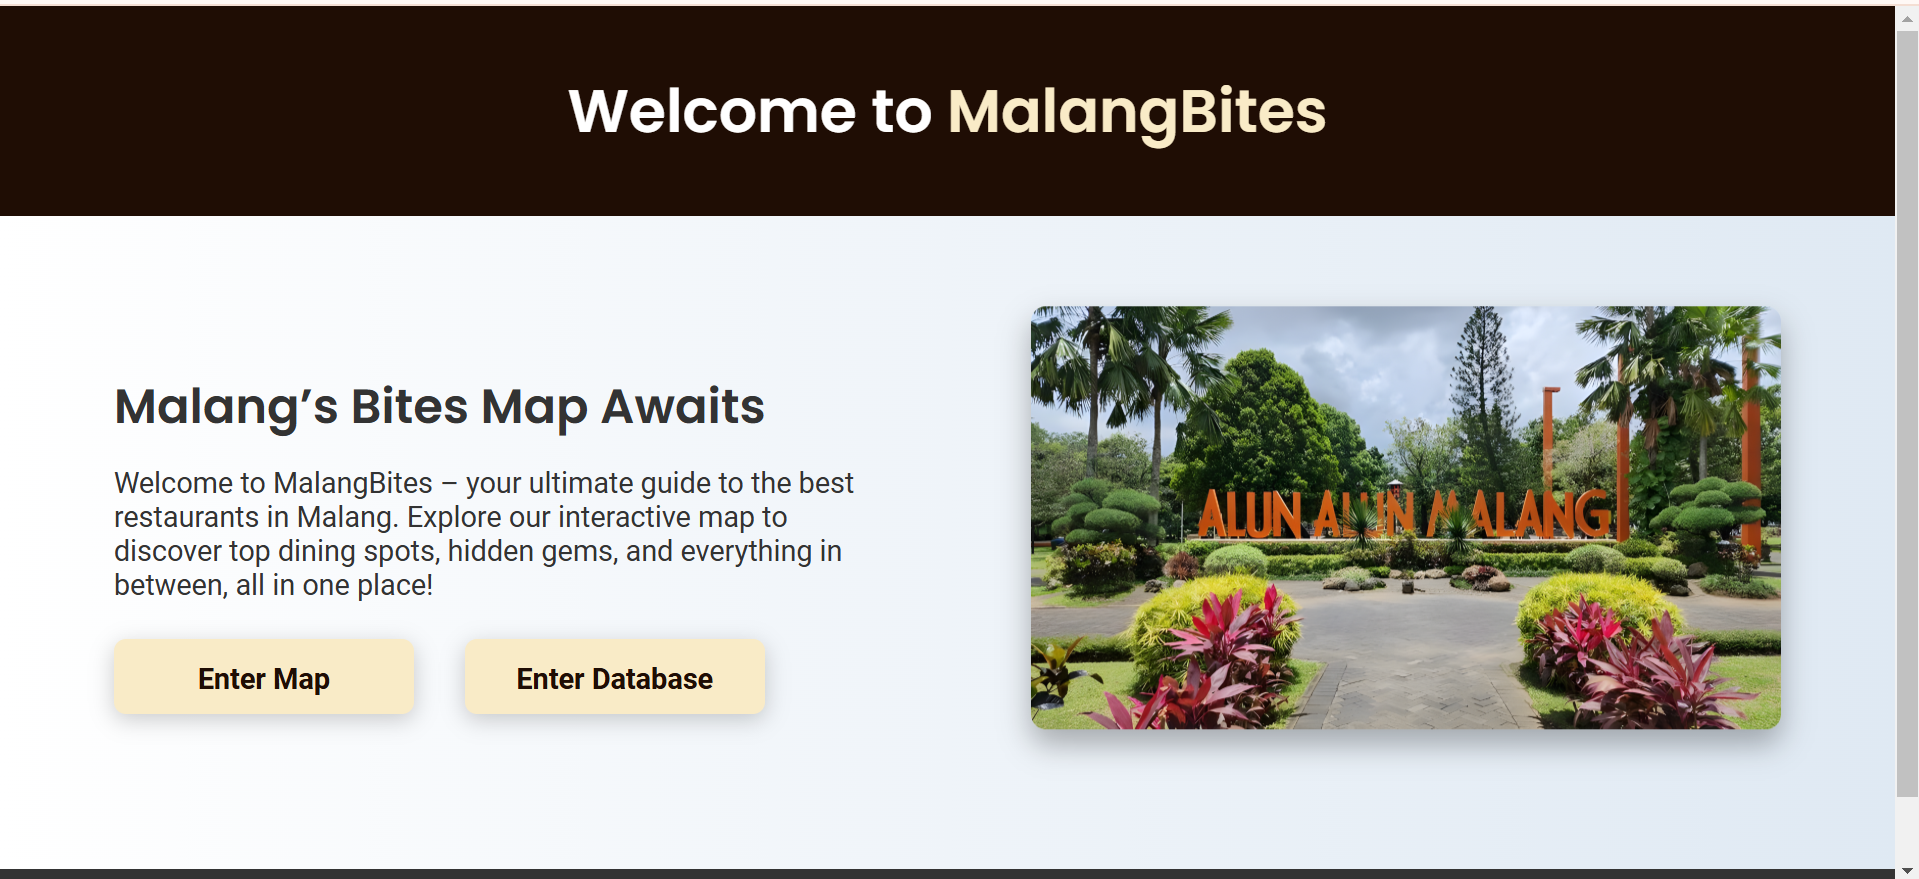 Welcome to MalangBites
Malang’s Bites Map Awaits
Welcome to MalangBites – your ultimate guide to the best
restaurants in Malang. Explore our interactive map to
discover top dining spots, hidden gems, and everything in
between, all in one place!
Enter Map
Enter Database
ALUN ALUN MALANG